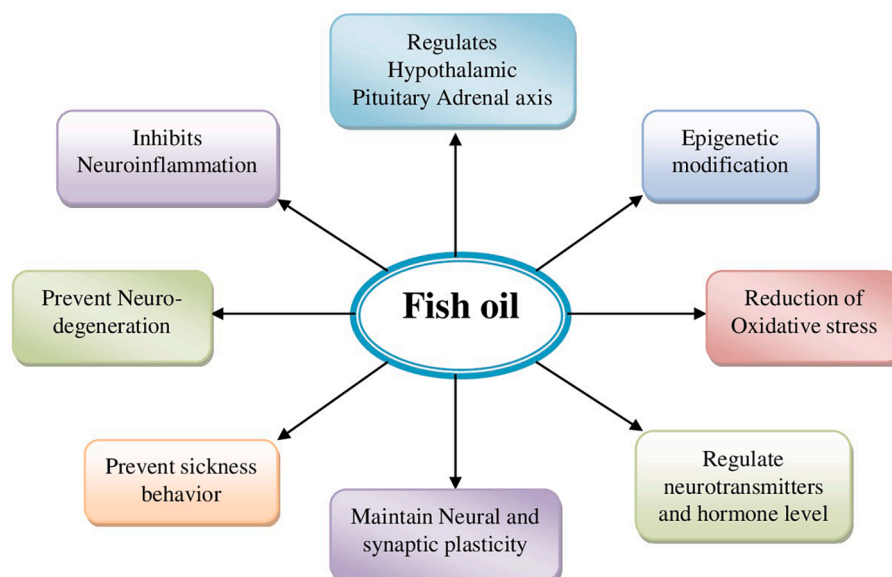 Regulates
Hypothalamic
Pituitary Adrenal axis
Inhibits
Neuroinflammation
Epigenetic
modification
Prevent Neuro-
degeneration
Fish oil
Reduction of
Oxidative stress
Prevent sickness
behavior
Maintain Neural and
synaptic plasticity
Regulate
neurotransmitters
and hormone level